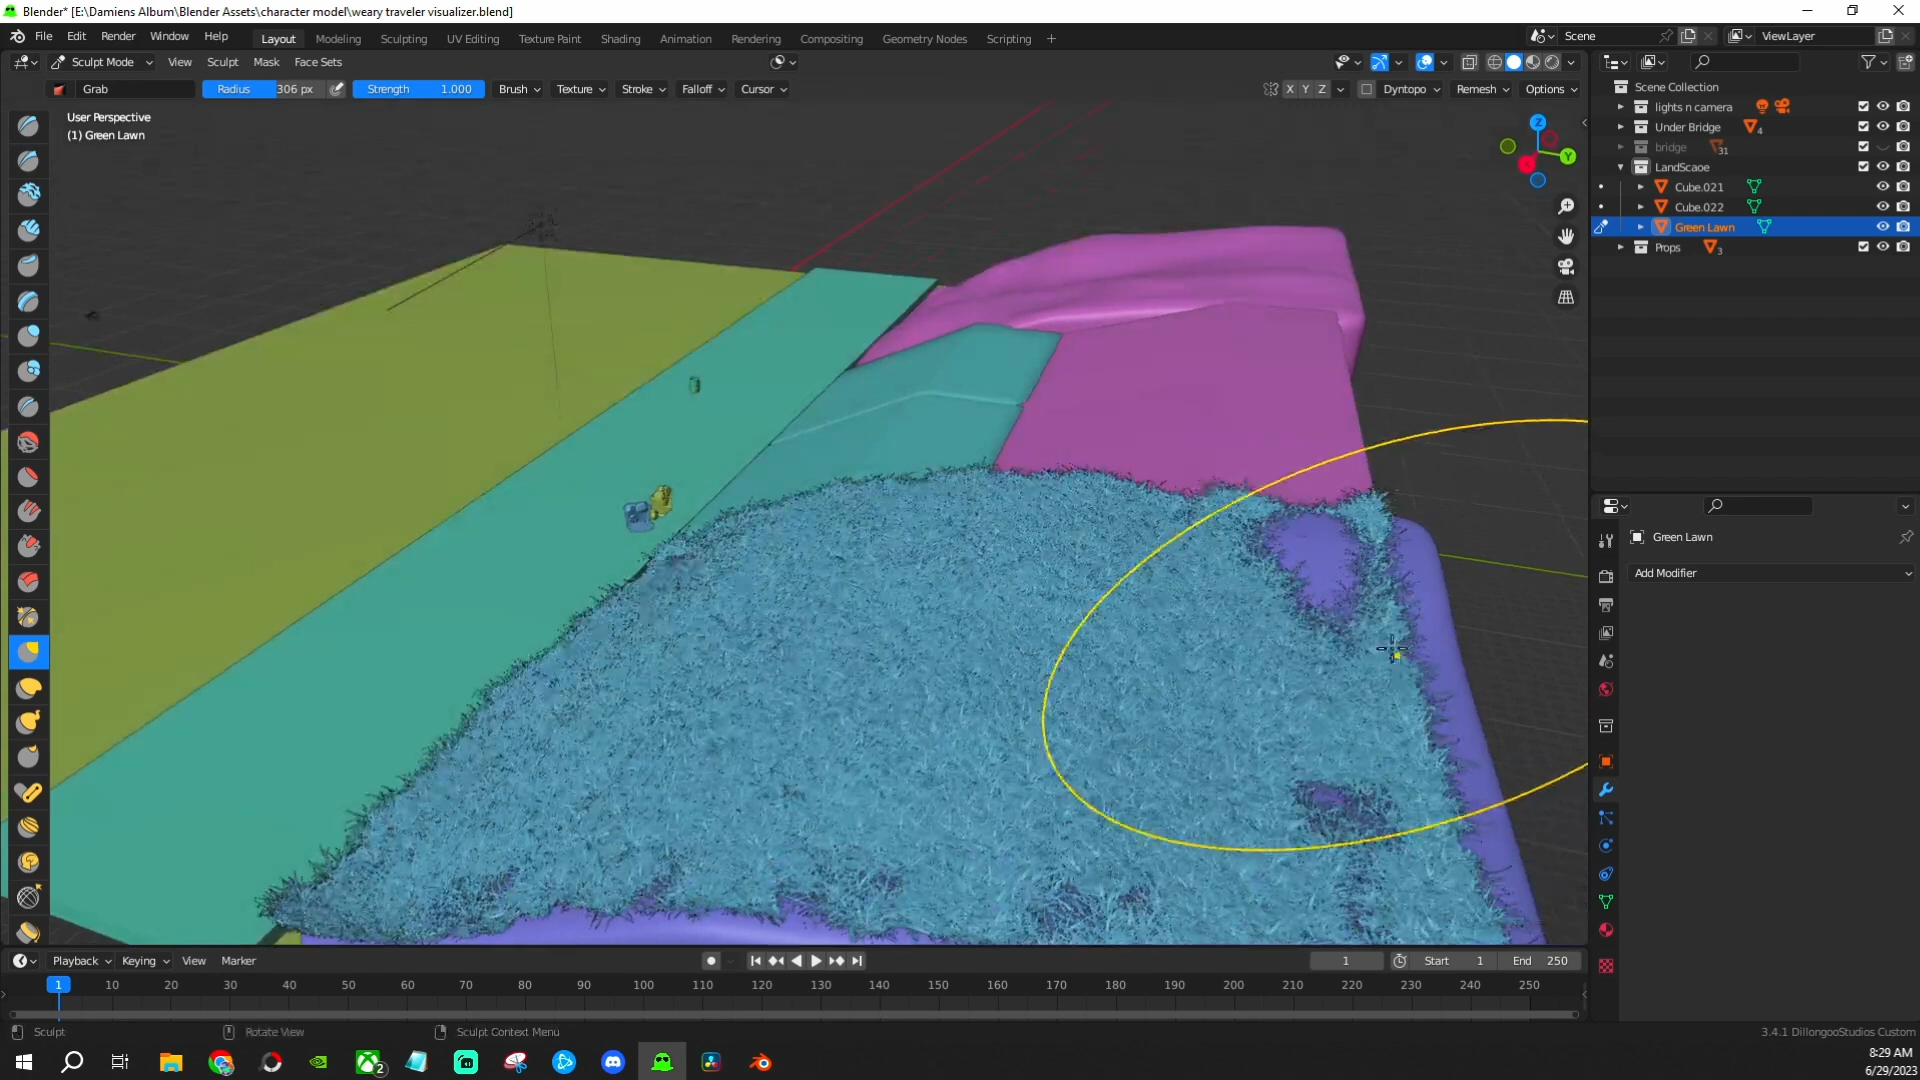 Blender* [E:\Damiens Album\Blender Assets\character model\weary traveler visualizer.blend]
File Edit Render Window Help Layout Modeling Sculpting UV Editing Texture Paint Shading Animation Rendering Compositing Geometry Nodes Scripting + Scene ViewLayer
Sculpt Mode View Sculpt Mask Face Sets
Grab Radius 306 px Strength 1.000 Brush Texture Stroke Falloff Cursor X Y Z Dyntopo Remesh Options
User Perspective
(1) Green Lawn
Z
Y
X
Scene Collection
lights n camera
Under Bridge 4
bridge 31
LandScaoe
Cube.021
Cube.022
Green Lawn
Props 3
Green Lawn
Add Modifier
Playback Keying View Marker 1 Start 1 End 250
1 10 20 30 40 50 60 70 80 90 100 110 120 130 140 150 160 170 180 190 200 210 220 230 240 250
Sculpt Rotate View Sculpt Context Menu 3.4.1 DillongooStudios Custom
2
8:29 AM
6/29/2023